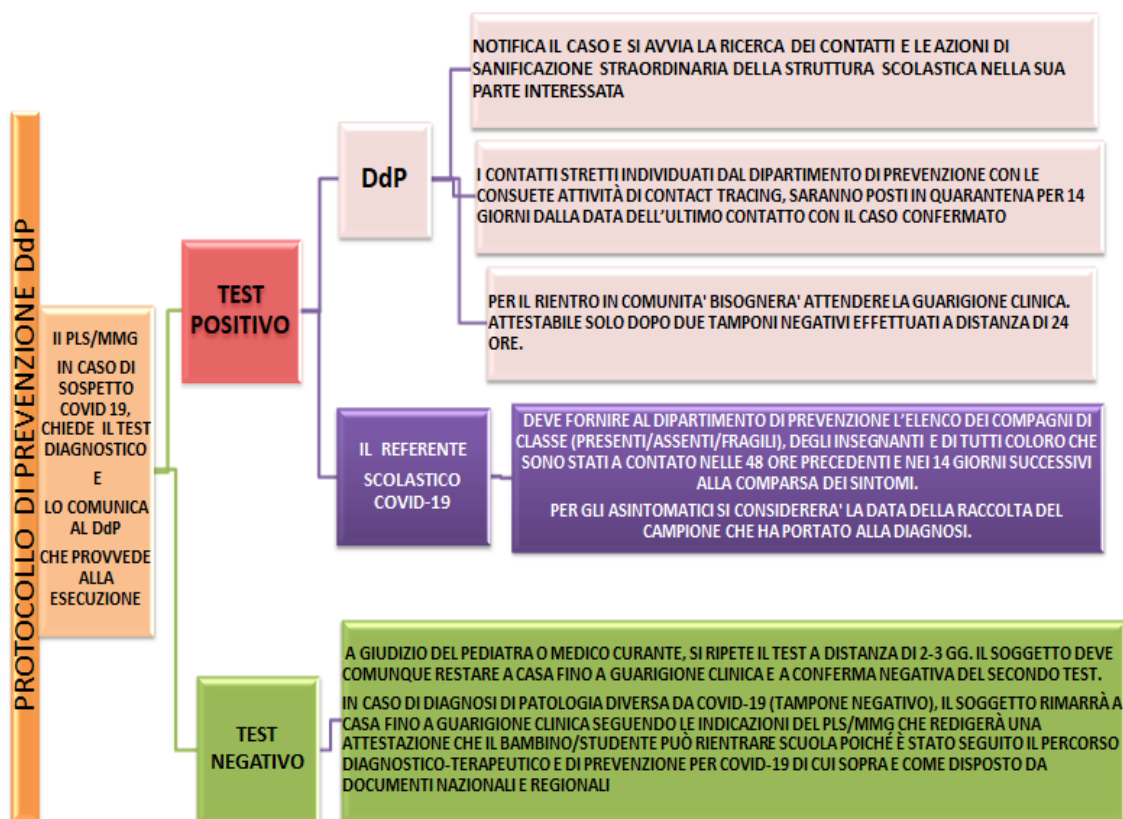 PROTOCOLLO DI PREVENZIONE DdP
Il PLS/MMG
IN CASO DI
SOSPETTO
COVID 19,
CHIEDE IL TEST
DIAGNOSTICO
E
LO COMUNICA
AL DdP
CHE PROVVEDE
ALLA
ESECUZIONE
TEST
POSITIVO
DdP
NOTIFICA IL CASO E SI AVVIA LA RICERCA DEI CONTATTI E LE AZIONI DI
SANIFICAZIONE STRAORDINARIA DELLA STRUTTURA SCOLASTICA NELLA SUA
PARTE INTERESSATA
I CONTATTI STRETTI INDIVIDUATI DAL DIPARTIMENTO DI PREVENZIONE CON LE
CONSUETE ATTIVITÀ DI CONTACT TRACING, SARANNO POSTI IN QUARANTENA PER 14
GIORNI DALLA DATA DELL'ULTIMO CONTATTO CON IL CASO CONFERMATO
PER IL RIENTRO IN COMUNITA' BISOGNERA' ATTENDERE LA GUARIGIONE CLINICA.
ATTESTABILE SOLO DOPO DUE TAMPONI NEGATIVI EFFETTUATI A DISTANZA DI 24
ORE.
IL REFERENTE
SCOLASTICO
COVID-19
DEVE FORNIRE AL DIPARTIMENTO DI PREVENZIONE L'ELENCO DEI COMPAGNI DI
CLASSE (PRESENTI/ASSENTI/FRAGILI), DEGLI INSEGNANTI E DI TUTTI COLORO CHE
SONO STATI A CONTATO NELLE 48 ORE PRECEDENTI E NEI 14 GIORNI SUCCESSIVI
ALLA COMPARSA DEI SINTOMI.
PER GLI ASINTOMATICI SI CONSIDERERA' LA DATA DELLA RACCOLTA DEL
CAMPIONE CHE HA PORTATO ALLA DIAGNOSI.
TEST
NEGATIVO
A GIUDIZIO DEL PEDIATRA O MEDICO CURANTE, SI RIPETE IL TEST A DISTANZA DI 2-3 GG. IL SOGGETTO DEVE
COMUNQUE RESTARE A CASA FINO A GUARIGIONE CLINICA E A CONFERMA NEGATIVA DEL SECONDO TEST.
IN CASO DI DIAGNOSI DI PATOLOGIA DIVERSA DA COVID-19 (TAMPONE NEGATIVO), IL SOGGETTO RIMARRÀ A
CASA FINO A GUARIGIONE CLINICA SEGUENDO LE INDICAZIONI DEL PLS/MMG CHE REDIGERÀ UNA
ATTESTAZIONE CHE IL BAMBINO/STUDENTE PUÒ RIENTRARE SCUOLA POICHÉ È STATO SEGUITO IL PERCORSO
DIAGNOSTICO-TERAPEUTICO E DI PREVENZIONE PER COVID-19 DI CUI SOPRA E COME DISPOSTO DA
DOCUMENTI NAZIONALI E REGIONALI